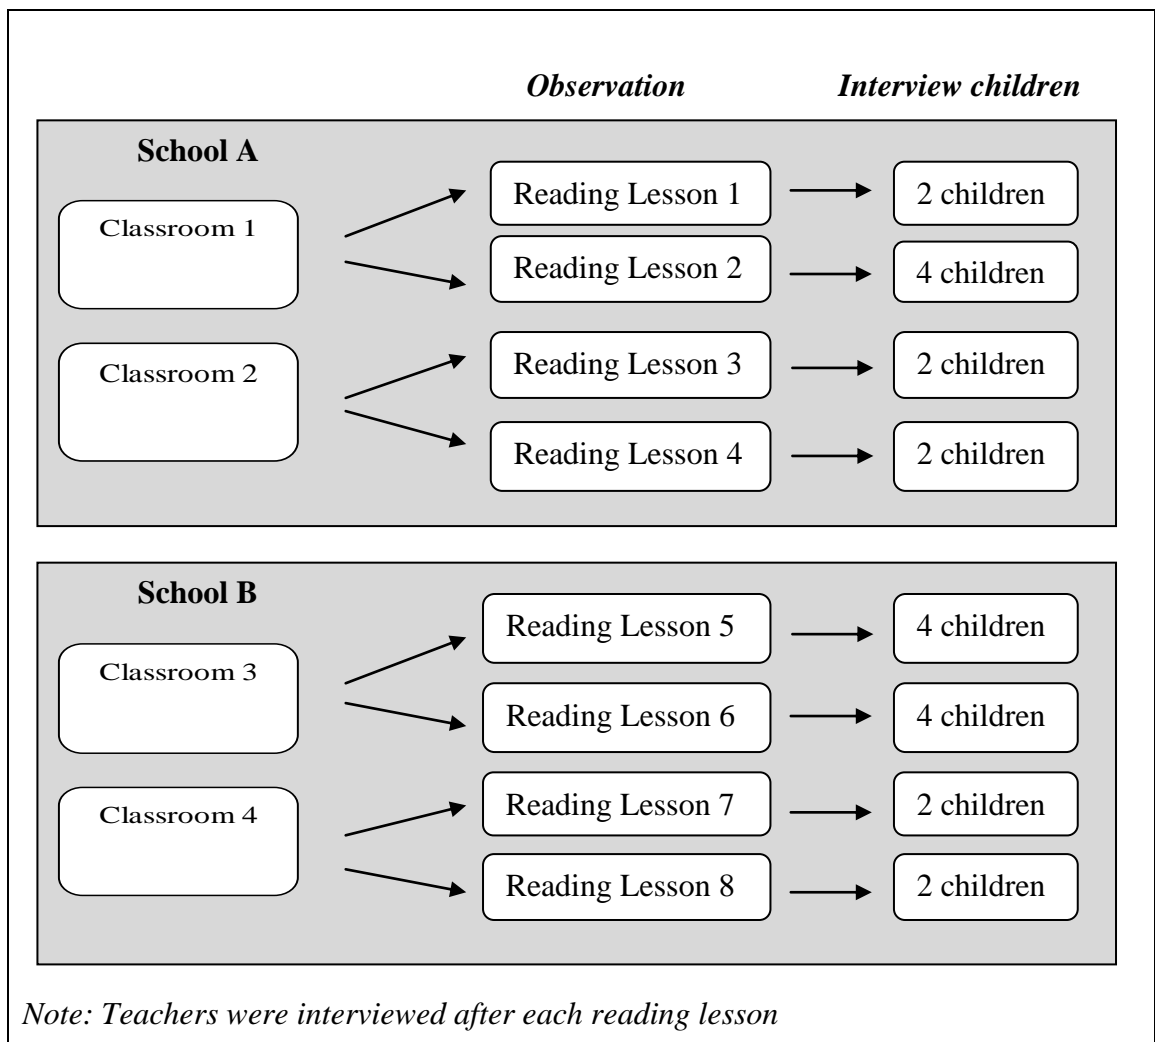 Observation Interview children
School A
Classroom 1
Reading Lesson 1 2 children
Reading Lesson 2 4 children
Classroom 2
Reading Lesson 3 2 children
Reading Lesson 4 2 children
School B
Classroom 3
Reading Lesson 5 4 children
Reading Lesson 6 4 children
Classroom 4
Reading Lesson 7 2 children
Reading Lesson 8 2 children
Note: Teachers were interviewed after each reading lesson